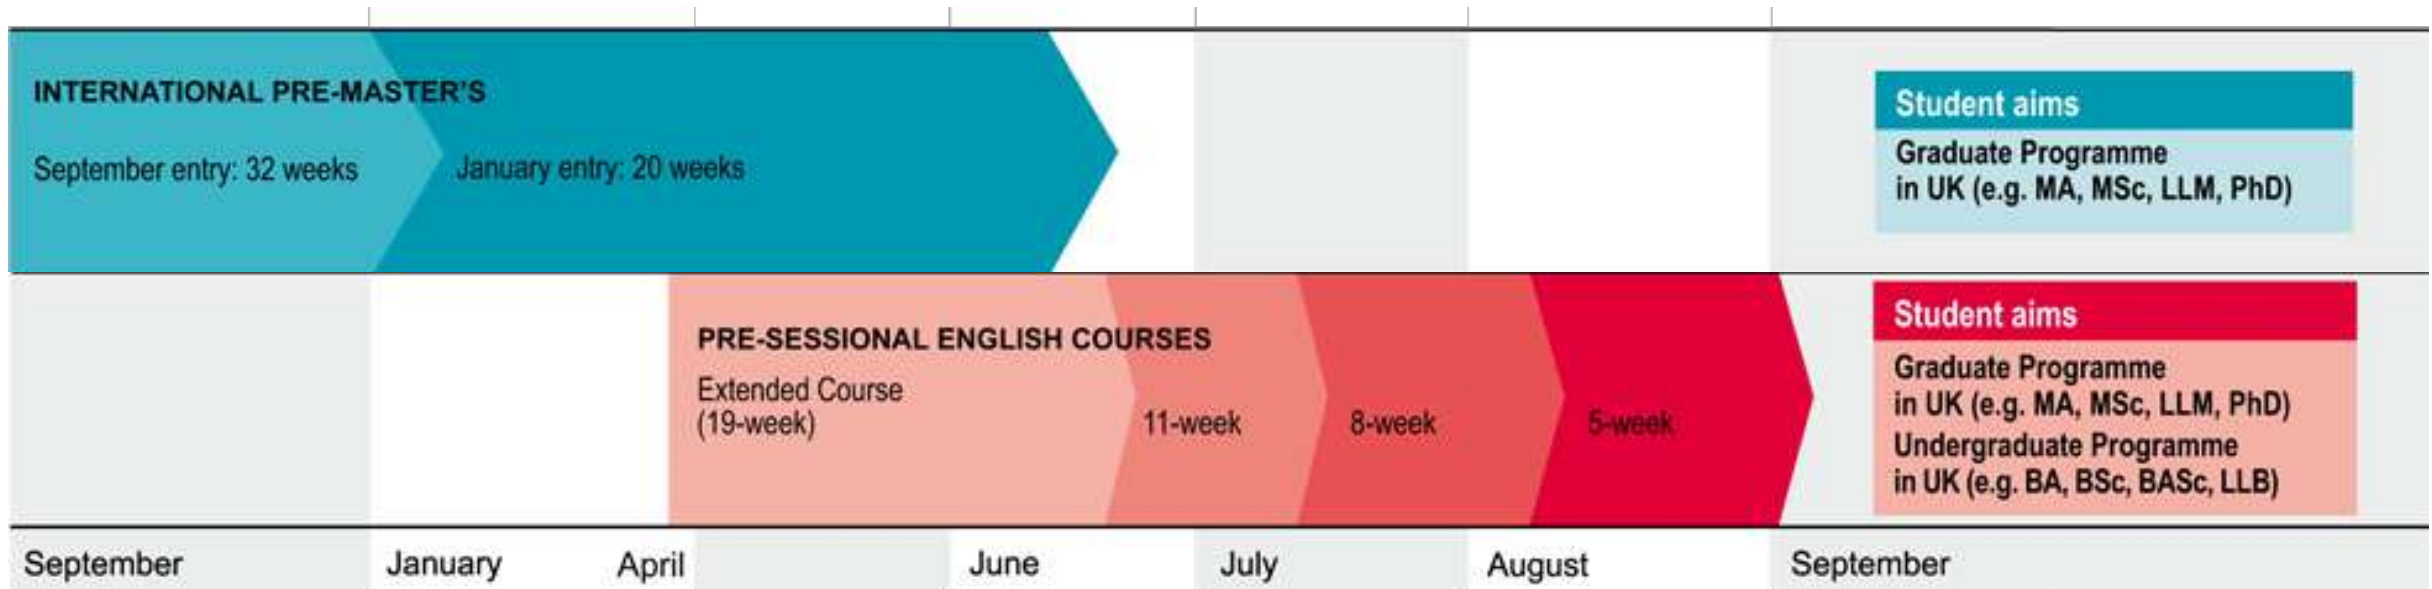 INTERNATIONAL PRE-MASTER'S
September entry: 32 weeks
January entry: 20 weeks
Student aims
Graduate Programme
in UK (e.g. MA, MSc, LLM, PhD)
PRE-SESSIONAL ENGLISH COURSES
Extended Course
(19-week)
11-week
8-week
5-week
Student aims
Graduate Programme
in UK (e.g. MA, MSc, LLM, PhD)
Undergraduate Programme
in UK (e.g. BA, BSc, BASc, LLB)
September
January
April
June
July
August
September